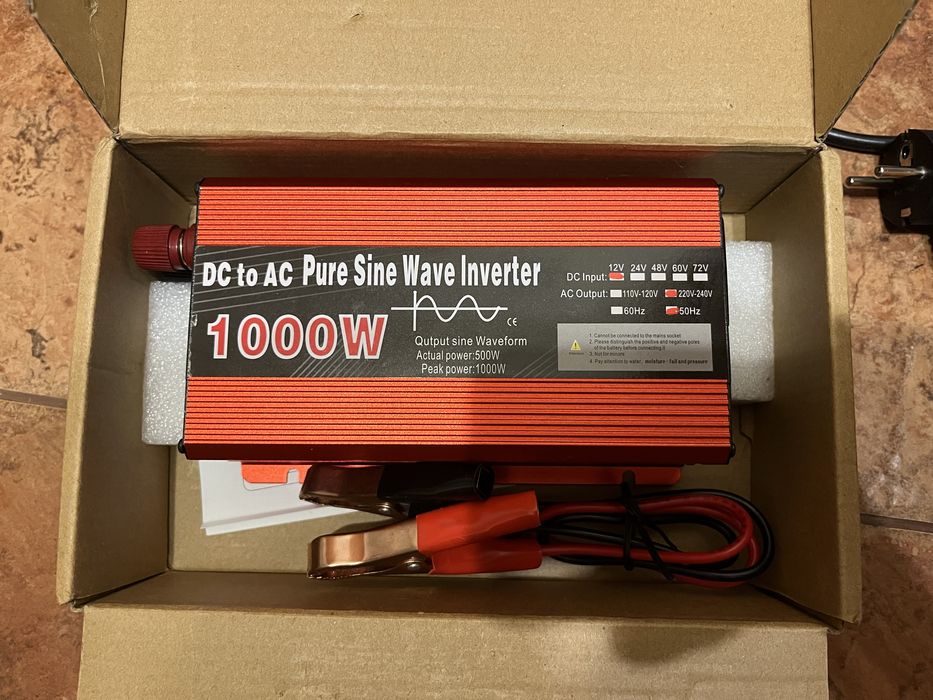 DC to AC Pure Sine Wave Inverter
1000W
CE
Qutput sine Waveform
Actual power:500W
Peak power:1000W
12V 24V 48V 60V 72V
DC Input:
AC Output: 110V-120V 220V-240V
60Hz 50Hz
Attention
1. Cannot be connected to the mains socket
2. Please distinguish the positive and negative poles
of the battery before connecting it
3. Not for minors
4. Pay attention to water, moisture, fall and pressure